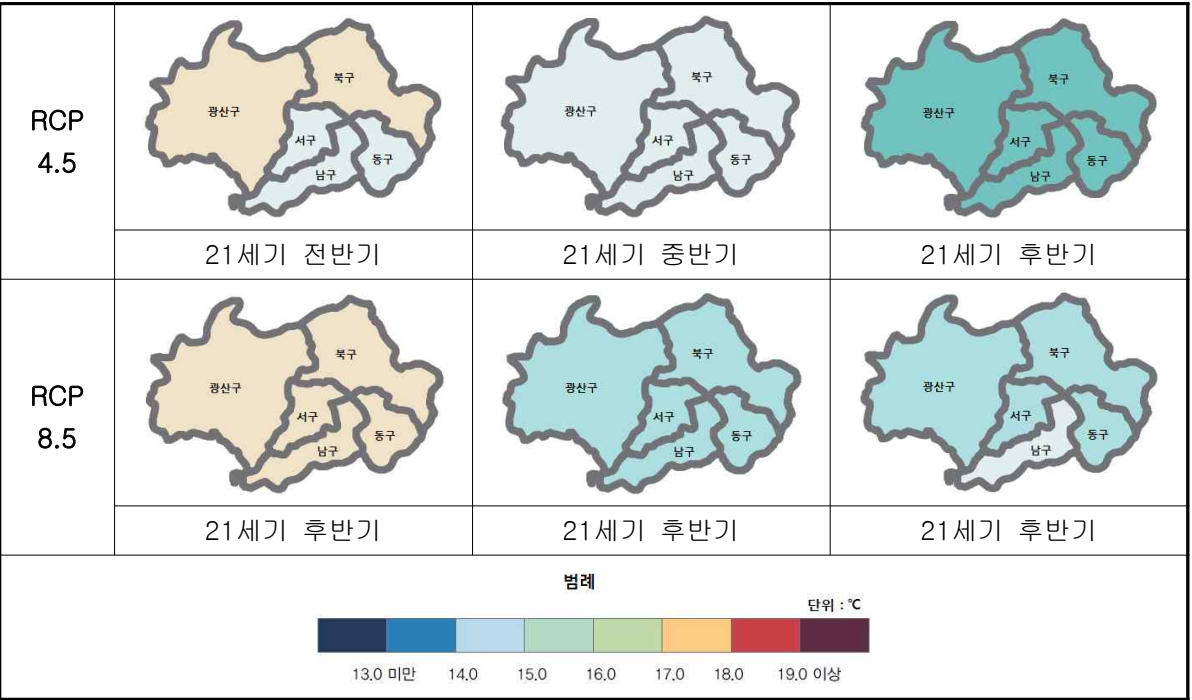 RCP
4.5
북구
광산구
서구
동구
남구
북구
광산구
서구
동구
남구
북구
광산구
서구
동구
남구
21세기 전반기
21세기 중반기
21세기 후반기
RCP
8.5
북구
광산구
서구
동구
남구
북구
광산구
서구
동구
남구
북구
광산구
서구
동구
남구
21세기 후반기
21세기 후반기
21세기 후반기
범례
단위 : ℃
13.0 미만 14.0 15.0 16.0 17.0 18.0 19.0 이상